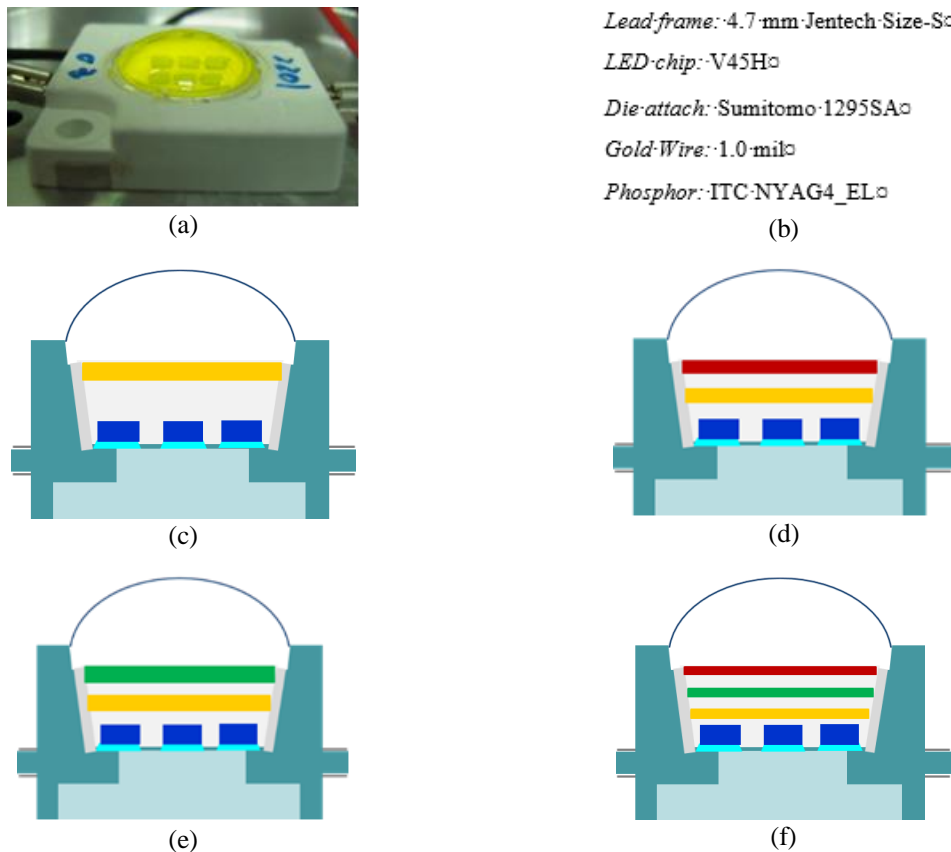 Lead·frame:·4.7·mm·Jentech·Size-S¤
LED·chip:·V45H¤
Die·attach:·Sumitomo·1295SA¤
Gold·Wire:·1.0·mil¤
Phosphor:·ITC·NYAG4_EL¤
(a)
(b)
(c)
(d)
(e)
(f)